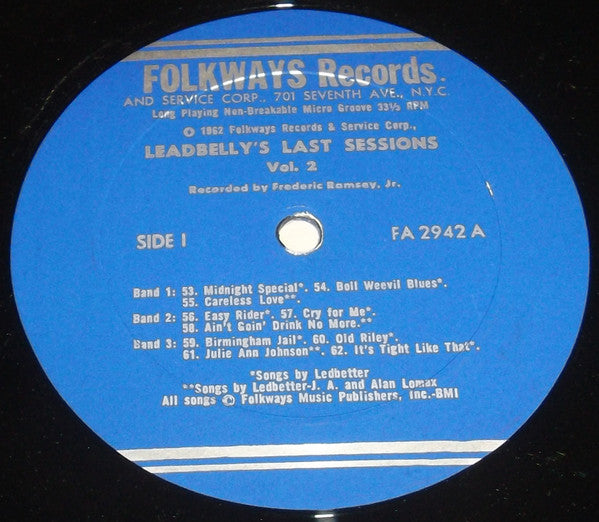 FOLKWAYS Records
AND SERVICE CORP., 701 SEVENTH AVE., N.Y.C.
Long Playing Non-Breakable Micro Groove 33⅓ RPM
© 1962 Folkways Records & Service Corp.,
LEADBELLY'S LAST SESSIONS
Vol. 2
Recorded by Frederic Ramsey, Jr.
SIDE I FA 2942 A
Band 1: 53. Midnight Special*. 54. Boll Weevil Blues*.
55. Careless Love**.
Band 2: 56. Easy Rider*. 57. Cry for Me*.
58. Ain't Goin' Drink No More.**
Band 3: 59. Birmingham Jail*. 60. Old Riley*.
61. Julie Ann Johnson**. 62. It's Tight Like That*.
*Songs by Ledbetter
**Songs by Ledbetter-J. A. and Alan Lomax
All songs © Folkways Music Publishers, Inc.-BMI